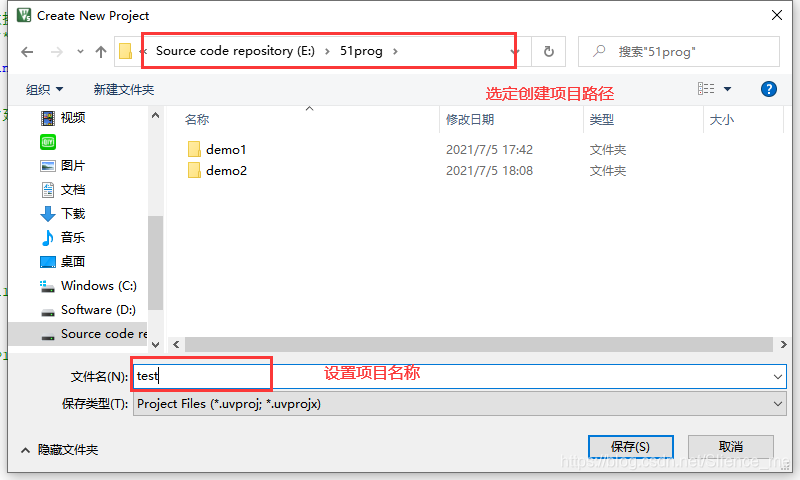 Create New Project
Source code repository (E:) › 51prog ›
搜索"51prog"
组织
新建文件夹
选定创建项目路径
视频
图片
文档
下载
音乐
桌面
Windows (C:)
Software (D:)
Source code re
名称 修改日期 类型 大小
demo1 2021/7/5 17:42 文件夹
demo2 2021/7/5 18:08 文件夹
文件名(N): test
设置项目名称
保存类型(T): Project Files (*.uvproj; *.uvprojx)
隐藏文件夹
保存(S) 取消
https://blog.csdn.net/Silence_me